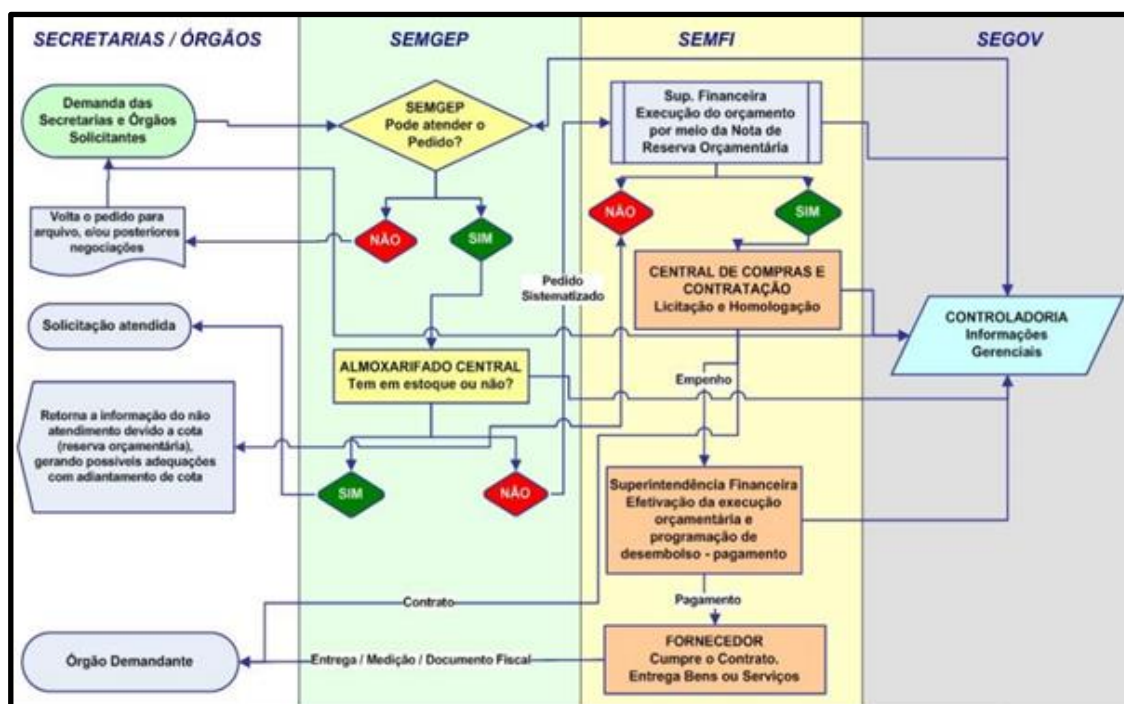 SECRETARIAS / ÓRGÃOS
SEMGEP
SEMFI
SEGOV
Demanda das
Secretarias e Órgãos
Solicitantes
SEMGEP
Pode atender o
Pedido?
Sup. Financeira
Execução do orçamento
por meio da Nota de
Reserva Orçamentária
Volta o pedido para
arquivo, e/ou posteriores
negociações
NÃO
SIM
NÃO
SIM
Pedido
Sistematizado
CENTRAL DE COMPRAS E
CONTRATAÇÃO
Licitação e Homologação
CONTROLADORIA
Informações
Gerenciais
Solicitação atendida
ALMOXARIFADO CENTRAL
Tem em estoque ou não?
Empenho
Retorna a informação do não
atendimento devido a cota
(reserva orçamentária),
gerando possíveis adequações
com adiantamento de cota
SIM
NÃO
Superintendência Financeira
Efetivação da execução
orçamentária e
programação de
desembolso - pagamento
Contrato
Pagamento
Órgão Demandante
Entrega / Medição / Documento Fiscal
FORNECEDOR
Cumpre o Contrato.
Entrega Bens ou Serviços